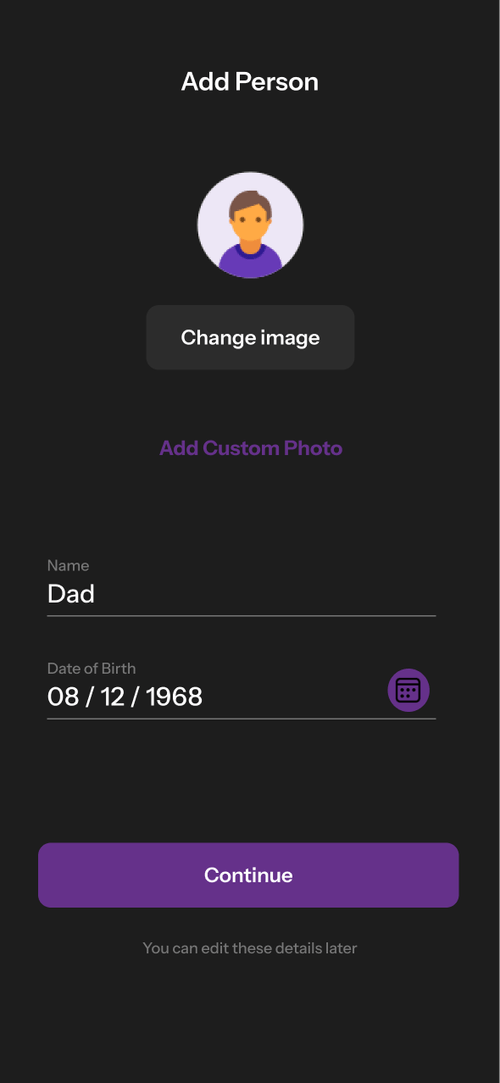 Add Person
Change image
Add Custom Photo
Name
Dad
Date of Birth
08 / 12 / 1968
Continue
You can edit these details later